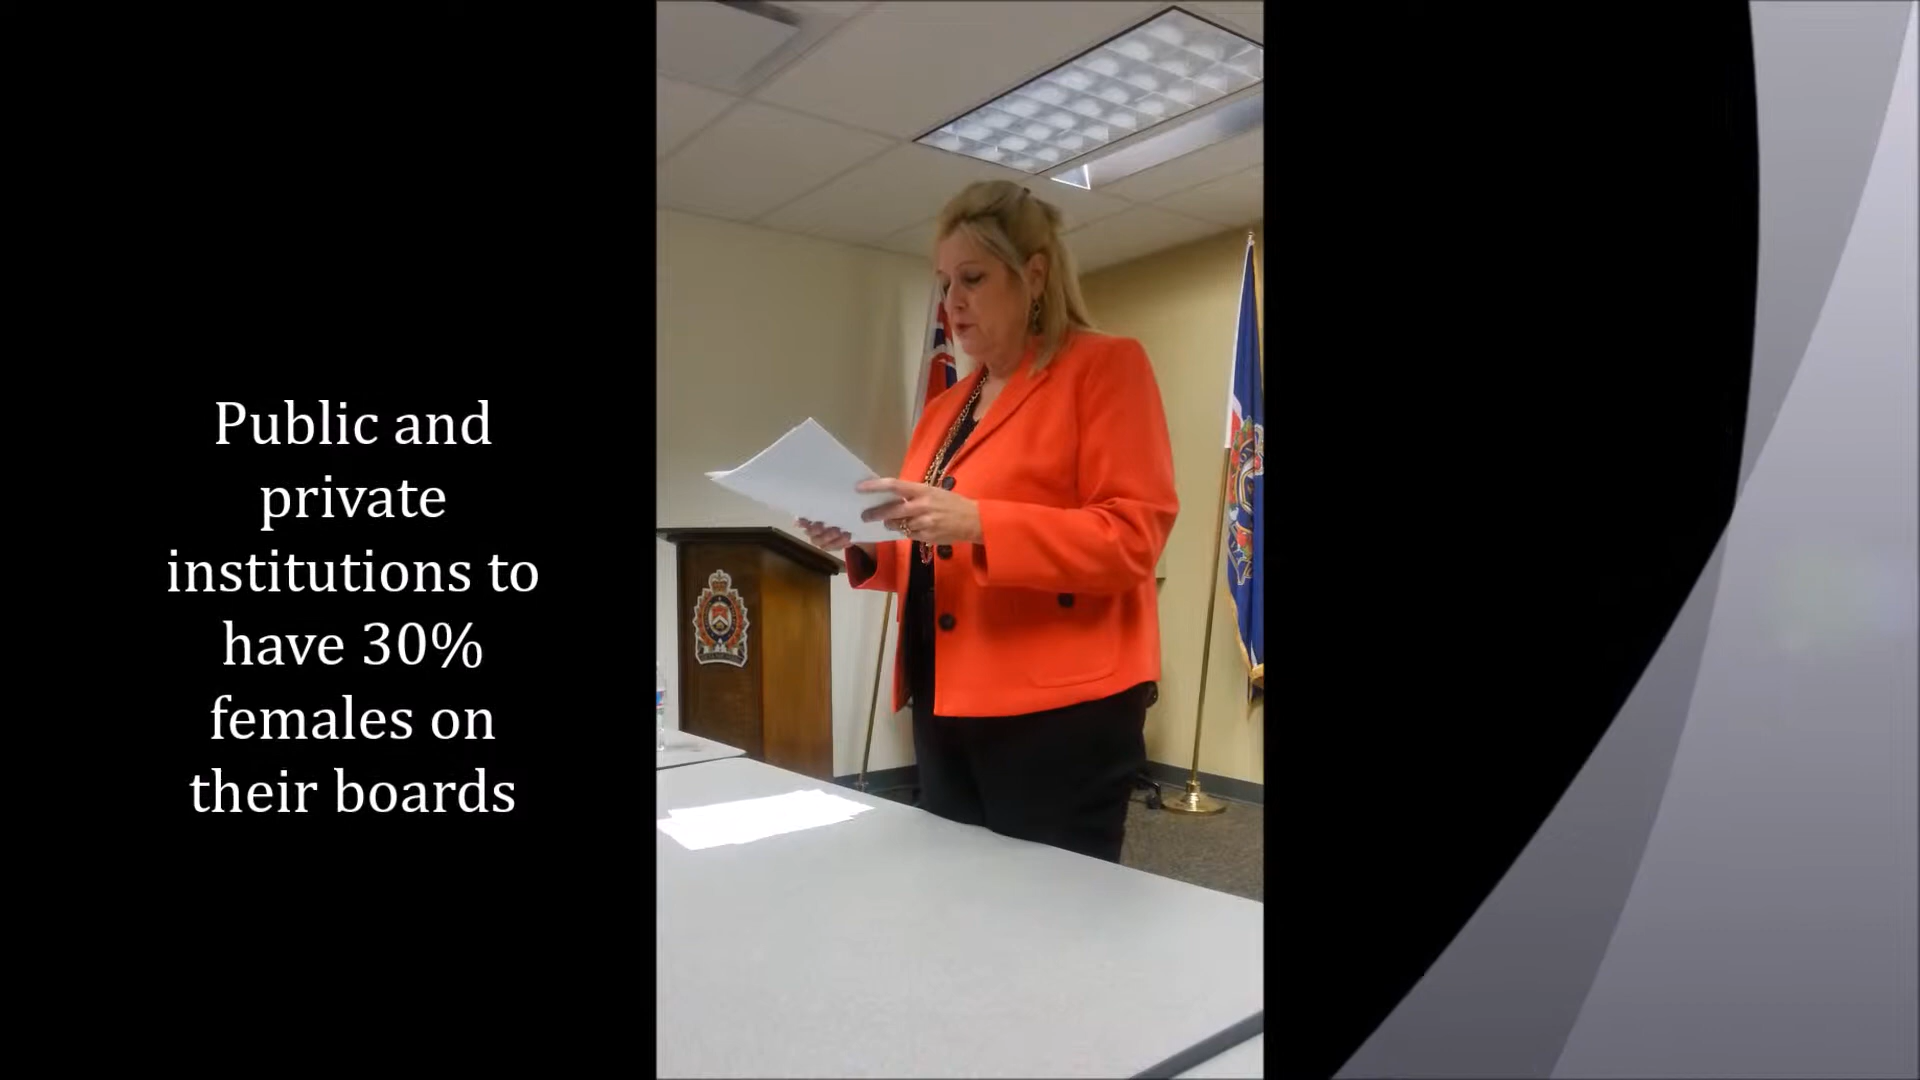 Public and
private
institutions to
have 30%
females on
their boards